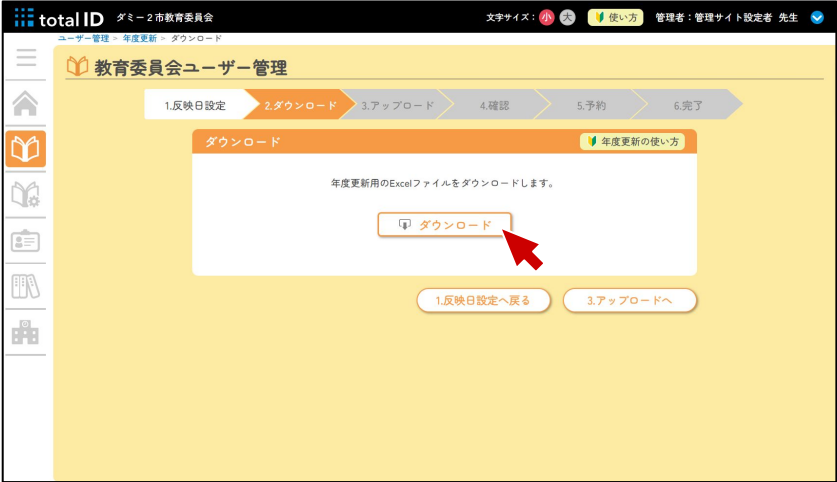 total ID ダミー2市教育委員会 文字サイズ: 小 大 使い方 管理者:管理サイト設定者 先生
ユーザー管理 > 年度更新 > ダウンロード
教育委員会ユーザー管理
1.反映日設定 2.ダウンロード 3.アップロード 4.確認 5.予約 6.完了
ダウンロード 年度更新の使い方
年度更新用のExcelファイルをダウンロードします。
ダウンロード
1.反映日設定へ戻る 3.アップロードへ